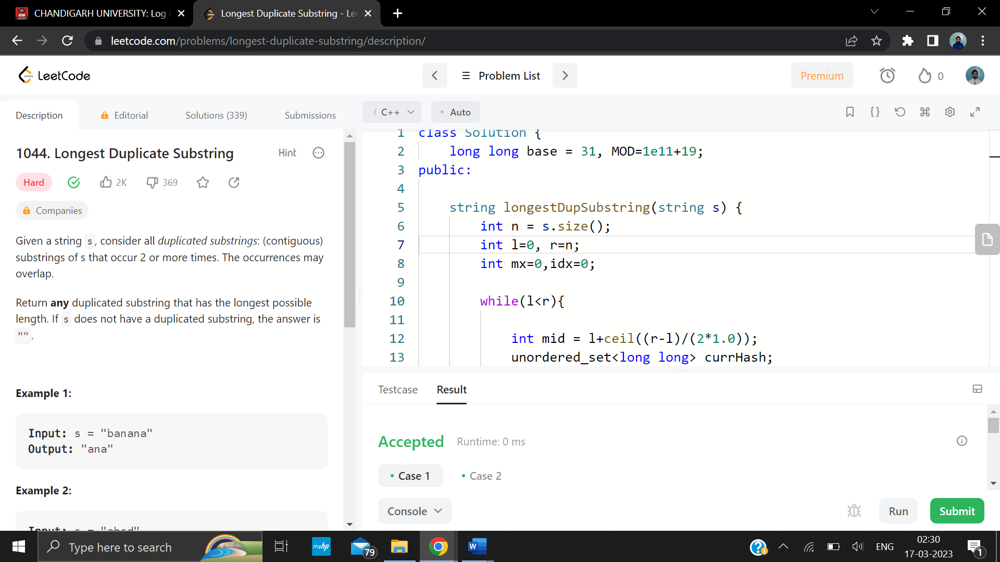 CHANDIGARH UNIVERSITY: Log i
Longest Duplicate Substring - Le
leetcode.com/problems/longest-duplicate-substring/description/
LeetCode
Problem List
Premium
0
Description
Editorial
Solutions (339)
Submissions
i C++
Auto
1044. Longest Duplicate Substring
Hint
Hard
2K
369
Companies
Given a string s, consider all duplicated substrings: (contiguous)
substrings of s that occur 2 or more times. The occurrences may
overlap.
Return any duplicated substring that has the longest possible
length. If s does not have a duplicated substring, the answer is
"".
Example 1:
Input: s = "banana"
Output: "ana"
Example 2:
Input: s = "abcd"
1 class Solution {
2 long long base = 31, MOD=1e11+19;
3 public:
4
5 string longestDupSubstring(string s) {
6 int n = s.size();
7 int l=0, r=n;
8 int mx=0,idx=0;
9
10 while(l<r){
11
12 int mid = l+ceil((r-l)/(2*1.0));
13 unordered_set<long long> currHash;
Testcase
Result
Accepted
Runtime: 0 ms
Case 1
Case 2
Console
Run
Submit
Type here to search
myhp
79
W
ENG
02:30
17-03-2023
1